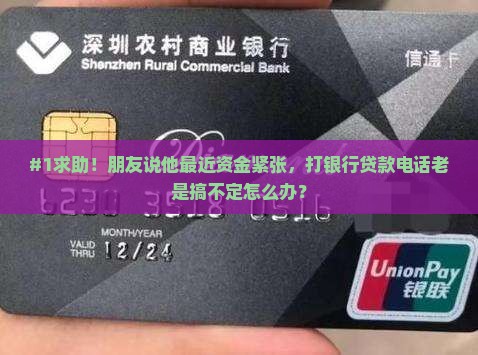 深圳农村商业银行
Shenzhen Rural Commercial Bank
信通卡
#1求助！朋友说他最近资金紧张，打银行贷款电话老
是搞不定怎么办？
MONTH/YEAR
VALID
THRU 12/24
UnionPay
银联